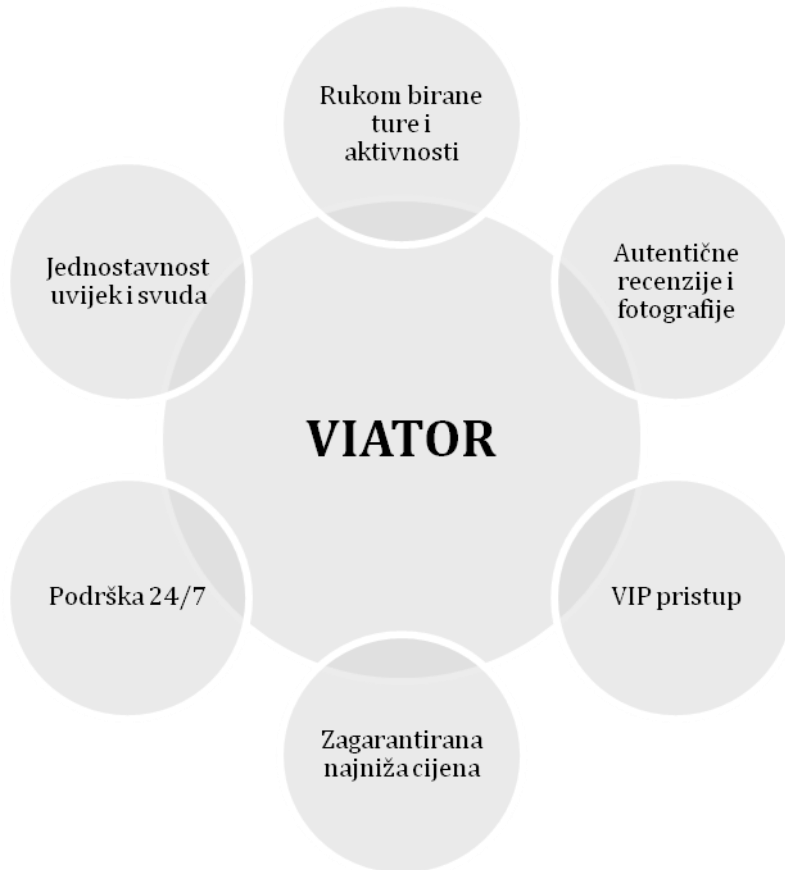 Rukom birane
ture i
aktivnosti
Jednostavnost
uvijek i svuda
Autentične
recenzije i
fotografije
VIATOR
Podrška 24/7
VIP pristup
Zagarantirana
najniža cijena